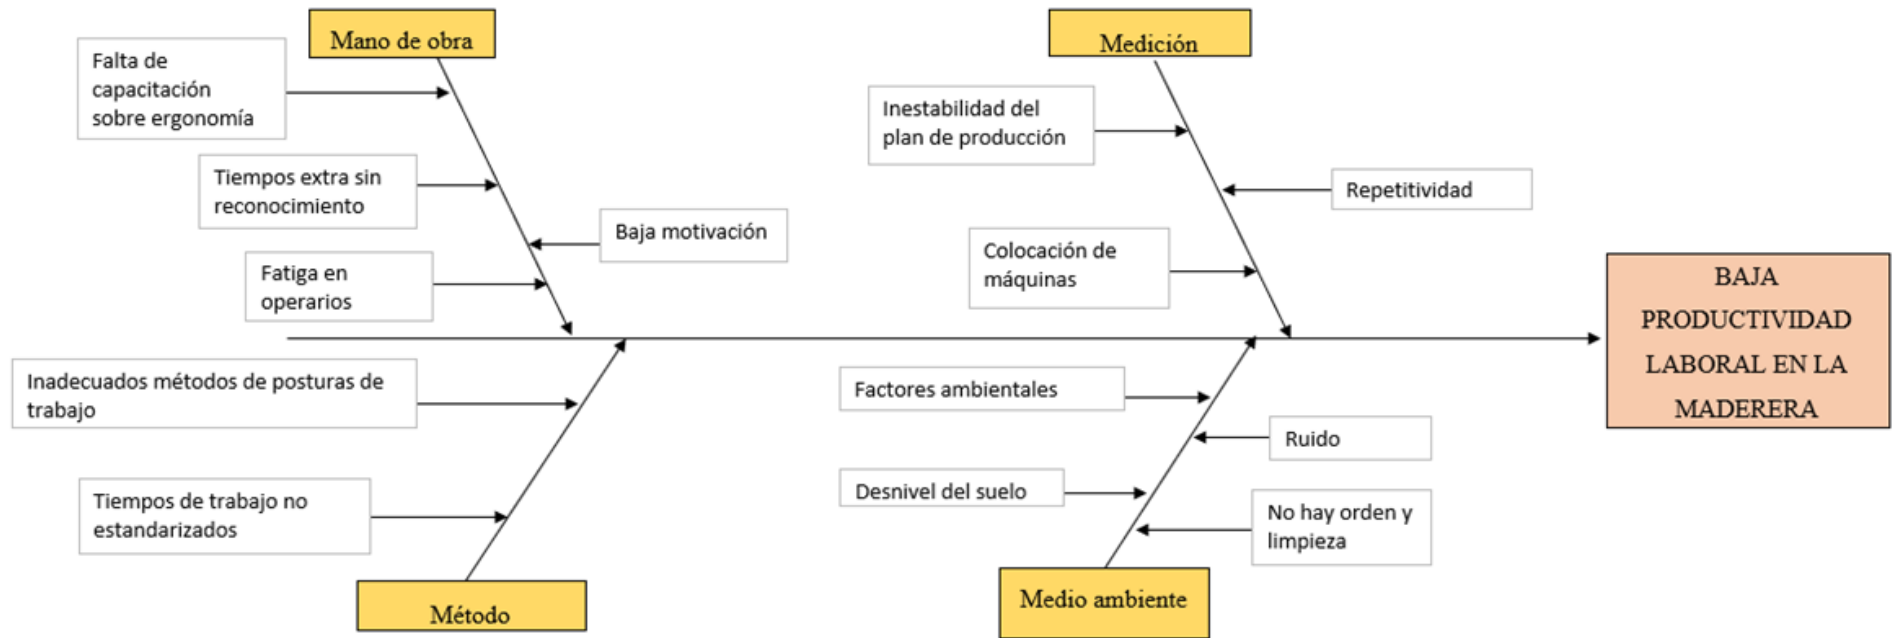 Mano de obra
Falta de
capacitación
sobre ergonomía
Tiempos extra sin
reconocimiento
Baja motivación
Fatiga en
operarios
Medición
Inestabilidad del
plan de producción
Repetitividad
Colocación de
máquinas
BAJA
PRODUCTIVIDAD
LABORAL EN LA
MADERERA
Inadecuados métodos de posturas de
trabajo
Tiempos de trabajo no
estandarizados
Método
Factores ambientales
Ruido
Desnivel del suelo
No hay orden y
limpieza
Medio ambiente